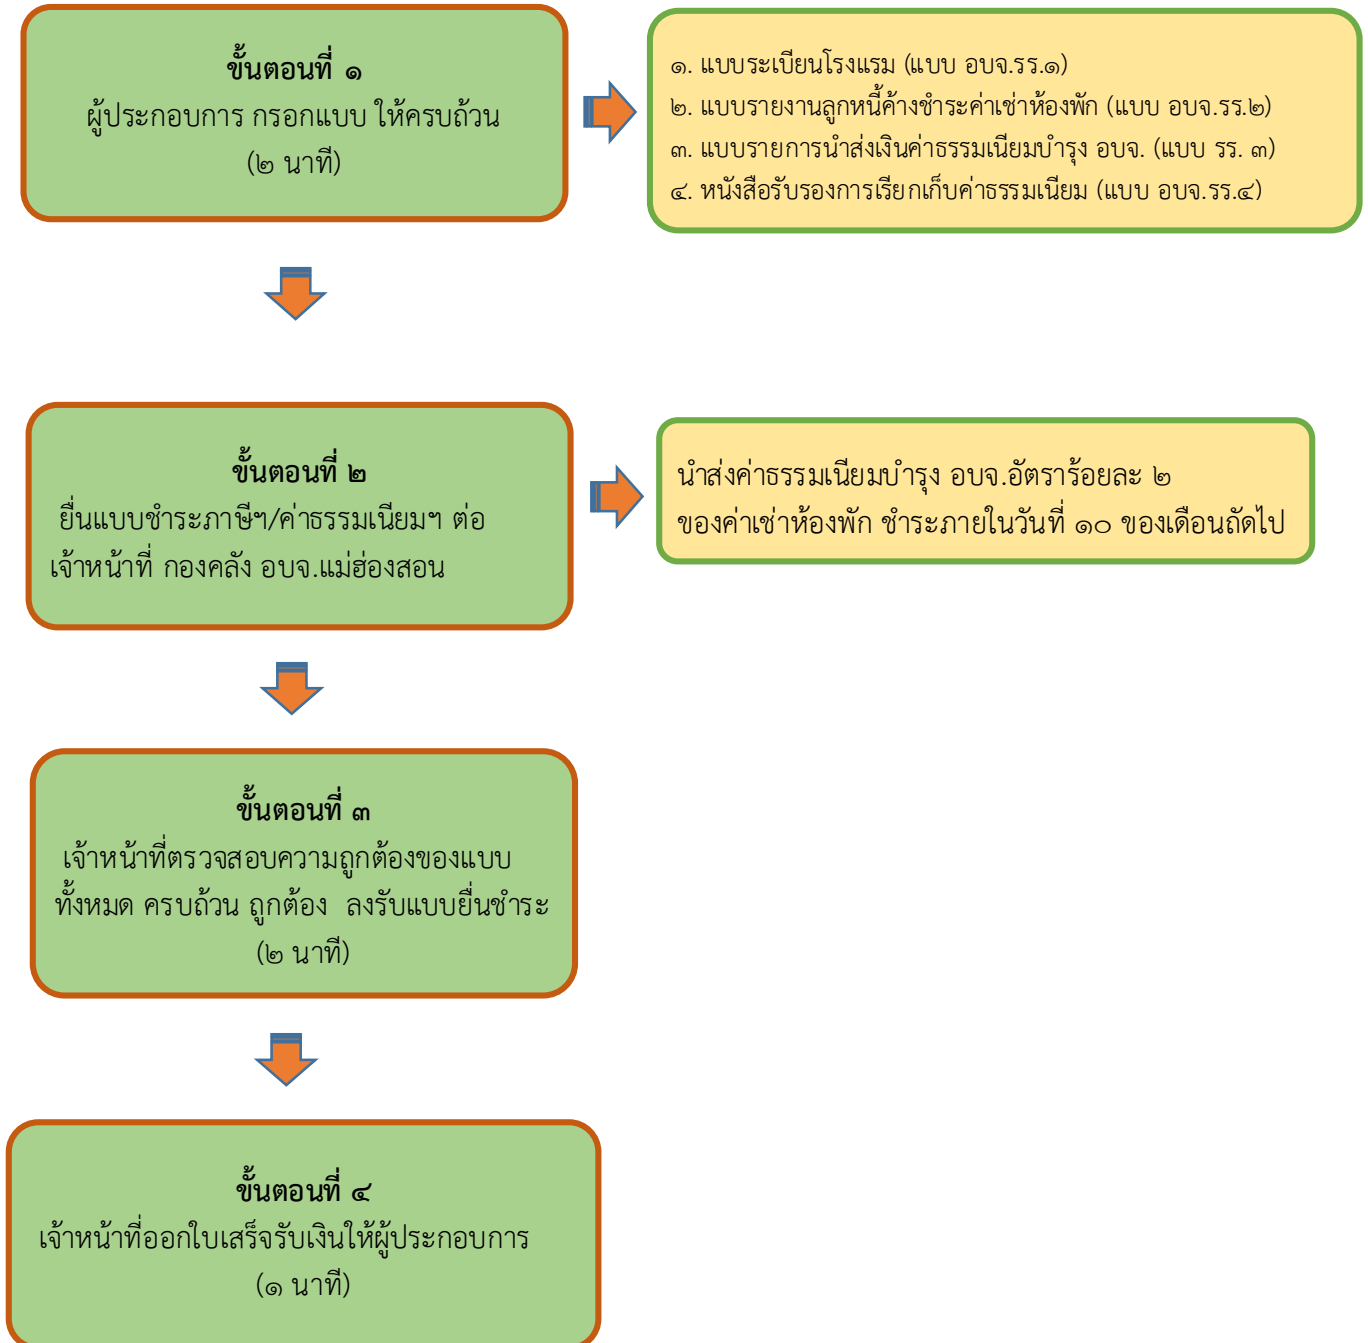 ขั้นตอนที่ ๑
ผู้ประกอบการ กรอกแบบ ให้ครบถ้วน
(๒ นาที)
๑. แบบระเบียนโรงแรม (แบบ อบจ.รร.๑)
๒. แบบรายงานลูกหนี้ค้างชำระค่าเช่าห้องพัก (แบบ อบจ.รร.๒)
๓. แบบรายการนำส่งเงินค่าธรรมเนียมบำรุง อบจ. (แบบ รร. ๓)
๔. หนังสือรับรองการเรียกเก็บค่าธรรมเนียม (แบบ อบจ.รร.๔)
ขั้นตอนที่ ๒
ยื่นแบบชำระภาษีฯ/ค่าธรรมเนียมฯ ต่อ
เจ้าหน้าที่ กองคลัง อบจ.แม่ฮ่องสอน
นำส่งค่าธรรมเนียมบำรุง อบจ.อัตราร้อยละ ๒
ของค่าเช่าห้องพัก ชำระภายในวันที่ ๑๐ ของเดือนถัดไป
ขั้นตอนที่ ๓
เจ้าหน้าที่ตรวจสอบความถูกต้องของแบบ
ทั้งหมด ครบถ้วน ถูกต้อง  ลงรับแบบยื่นชำระ
(๒ นาที)
ขั้นตอนที่ ๔
เจ้าหน้าที่ออกใบเสร็จรับเงินให้ผู้ประกอบการ
(๑ นาที)